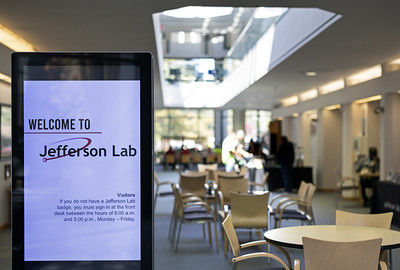 WELCOME TO
Jefferson Lab
Visitors
If you do not have a Jefferson Lab
badge, you must sign in at the front
desk between the hours of 8:00 a.m.
and 5:00 p.m., Monday – Friday.